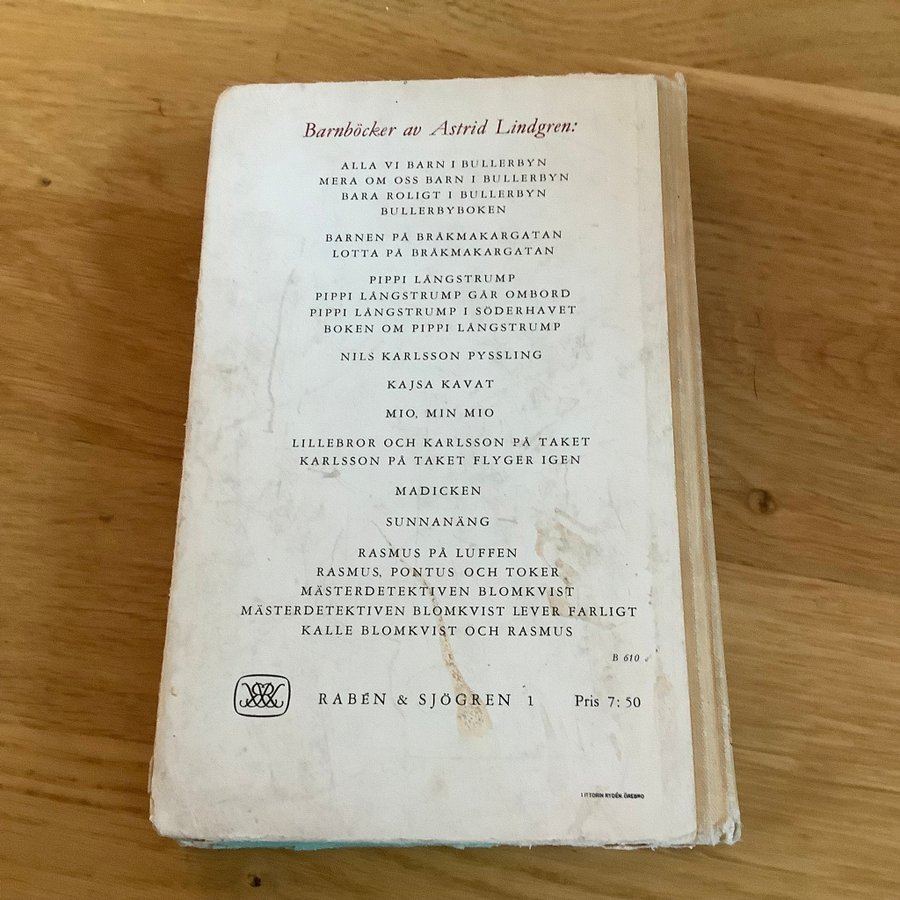 Barnböcker av Astrid Lindgren:
ALLA VI BARN I BULLERBYN
MERA OM OSS BARN I BULLERBYN
BARA ROLIGT I BULLERBYN
BULLERBYBOKEN
BARNEN PÅ BRÅKMAKARGATAN
LOTTA PÅ BRÅKMAKARGATAN
PIPPI LÅNGSTRUMP
PIPPI LÅNGSTRUMP GÅR OMBORD
PIPPI LÅNGSTRUMP I SÖDERHAVET
BOKEN OM PIPPI LÅNGSTRUMP
NILS KARLSSON PYSSLING
KAJSA KAVAT
MIO, MIN MIO
LILLEBROR OCH KARLSSON PÅ TAKET
KARLSSON PÅ TAKET FLYGER IGEN
MADICKEN
SUNNANÄNG
RASMUS PÅ LUFFEN
RASMUS, PONTUS OCH TOKER
MÄSTERDETEKTIVEN BLOMKVIST
MÄSTERDETEKTIVEN BLOMKVIST LEVER FARLIGT
KALLE BLOMKVIST OCH RASMUS
B 610
RABÉN & SJÖGREN 1 Pris 7:50
RYDÉN, ÖREBRO